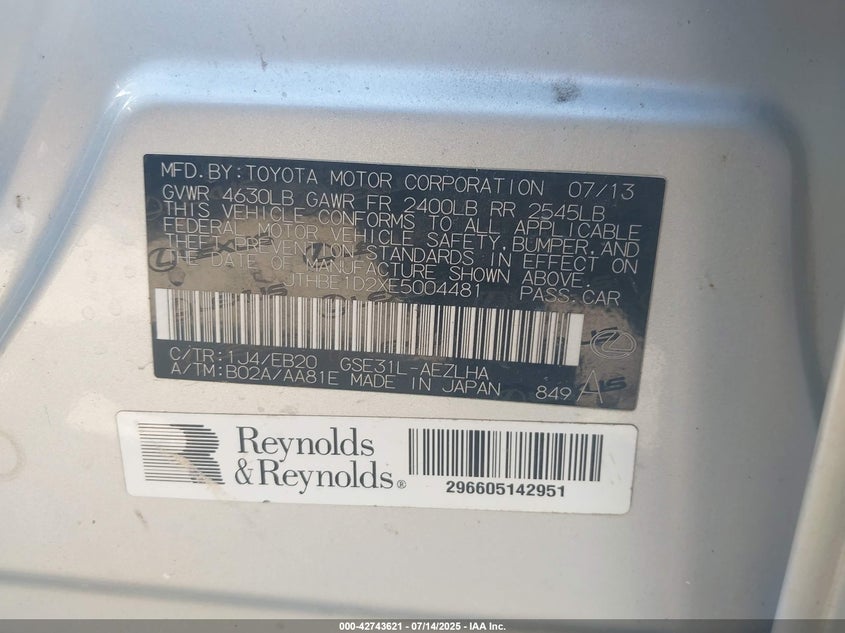 MFD.BY:TOYOTA MOTOR CORPORATION 07/13
GVWR 4630LB GAWR FR 2400LB RR 2545LB
THIS VEHICLE CONFORMS TO ALL APPLICABLE
FEDERAL MOTOR VEHICLE SAFETY, BUMPER, AND
THEFT PREVENTION STANDARDS IN EFFECT ON
THE DATE OF MANUFACTURE SHOWN ABOVE.
JTHBE1D2XE5004481 PASS.CAR
C/TR:1J4/EB20 GSE31L-AEZLHA
A/TM:B02A/AA81E MADE IN JAPAN 849 A
Reynolds
&Reynolds®
296605142951
000-42743621 - 07/14/2025 - IAA Inc.